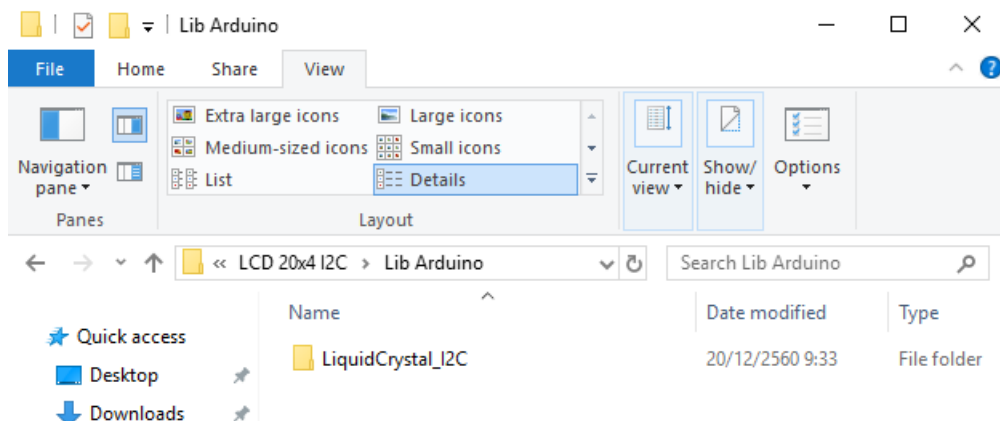 Lib Arduino
File Home Share View
Extra large icons Large icons
Medium-sized icons Small icons
List Details
Navigation pane
Current view
Show/ hide
Options
Panes
Layout
« LCD 20x4 I2C > Lib Arduino
Search Lib Arduino
Name Date modified Type
Quick access
LiquidCrystal_I2C 20/12/2560 9:33 File folder
Desktop
Downloads